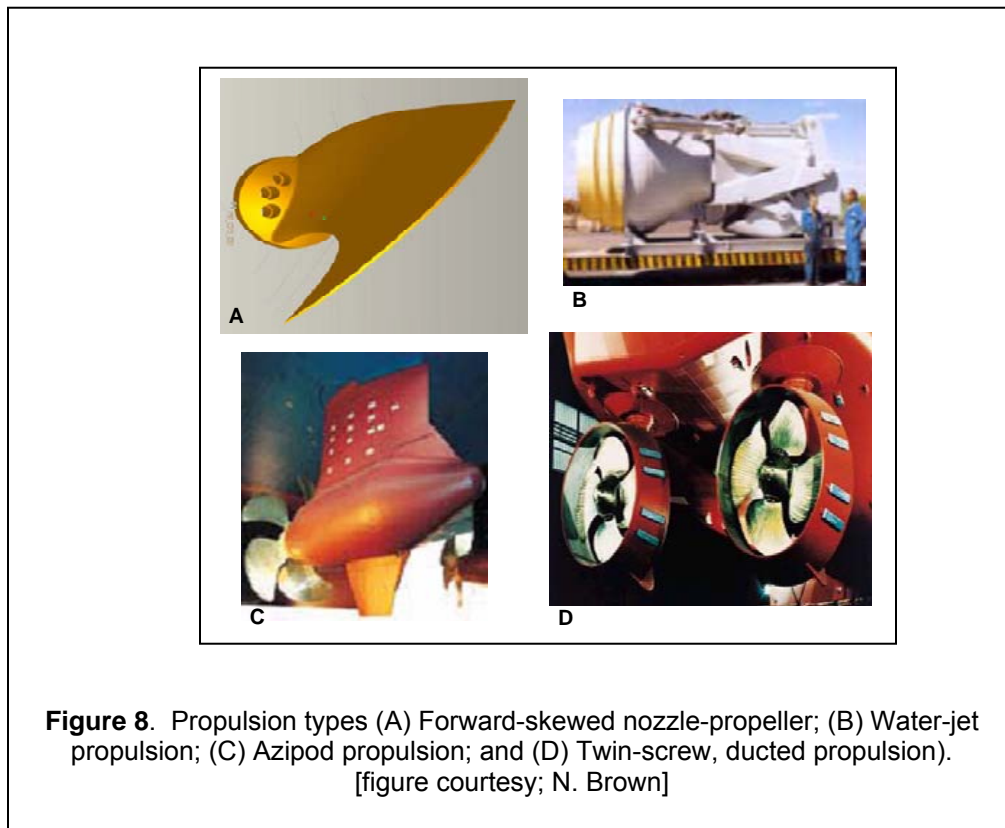 A
B
C
D
Figure 8. Propulsion types (A) Forward-skewed nozzle-propeller; (B) Water-jet
propulsion; (C) Azipod propulsion; and (D) Twin-screw, ducted propulsion).
[figure courtesy; N. Brown]